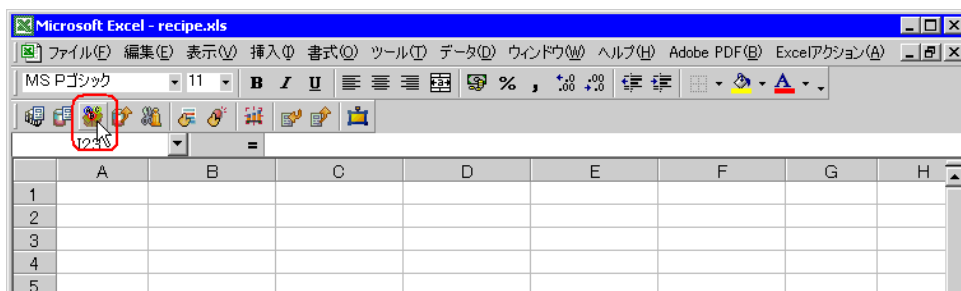 Microsoft Excel - recipe.xls
ファイル(F) 編集(E) 表示(V) 挿入(I) 書式(O) ツール(T) データ(D) ウィンドウ(W) ヘルプ(H) Adobe PDF(B) Excelアクション(A)
MS Pゴシック 11 B I U % ,
I23 =
A B C D E F G H
1
2
3
4
5